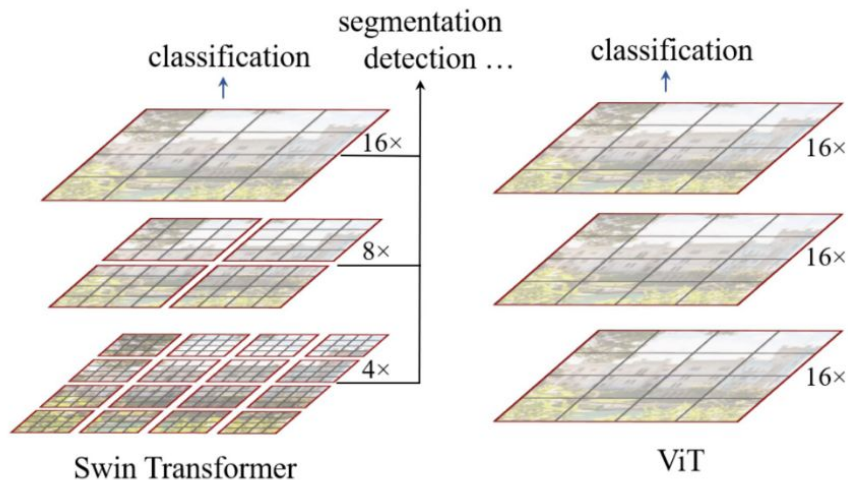 segmentation
classification
detection …
classification
16×
16×
8×
16×
4×
16×
Swin Transformer
ViT